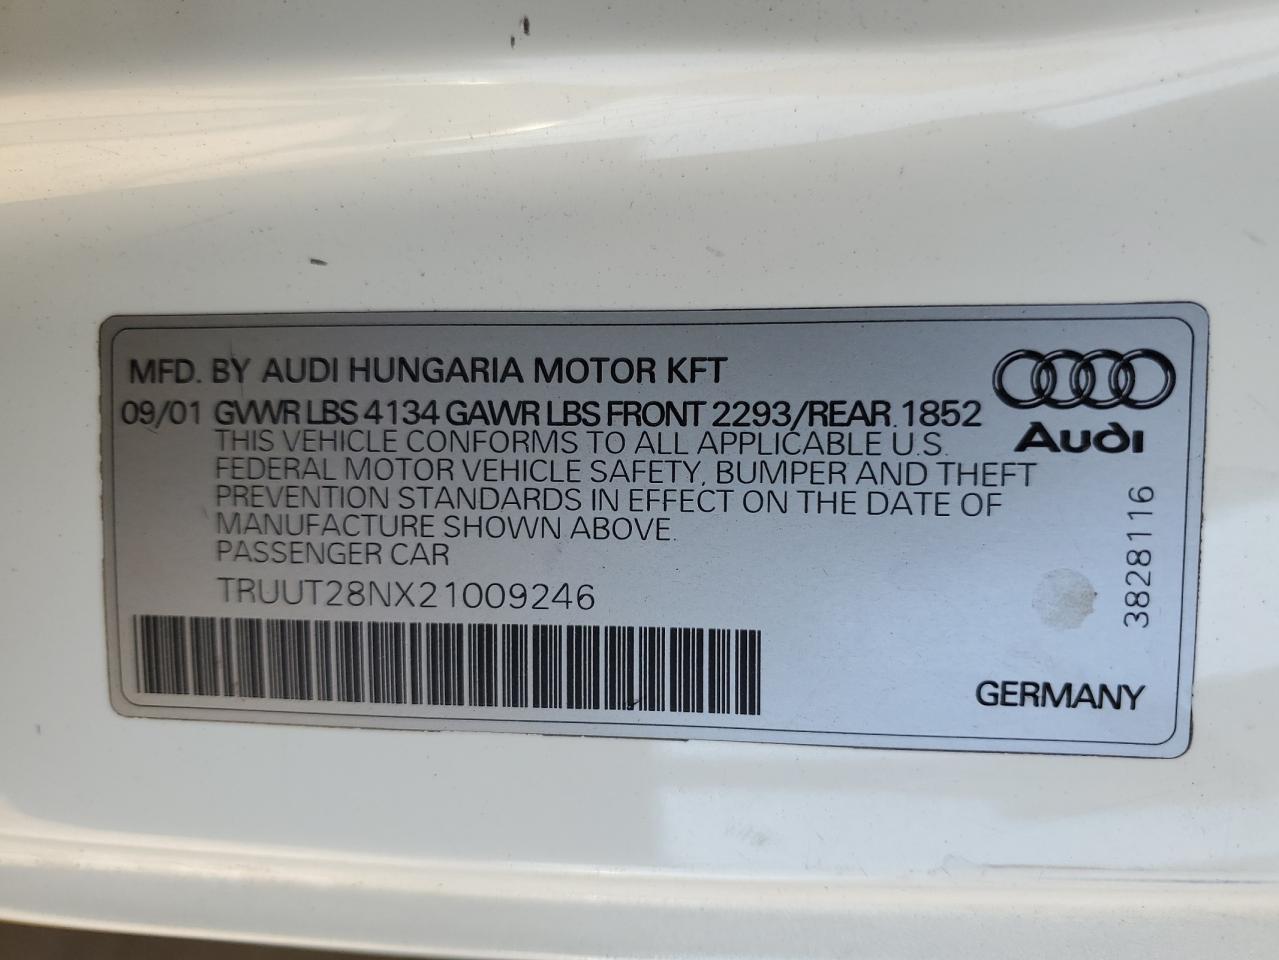 MFD. BY AUDI HUNGARIA MOTOR KFT
09/01 GVWR LBS 4134 GAWR LBS FRONT 2293/REAR 1852
THIS VEHICLE CONFORMS TO ALL APPLICABLE U.S.
FEDERAL MOTOR VEHICLE SAFETY, BUMPER AND THEFT
PREVENTION STANDARDS IN EFFECT ON THE DATE OF
MANUFACTURE SHOWN ABOVE.
PASSENGER CAR
TRUUT28NX21009246
Audi
3828116
GERMANY